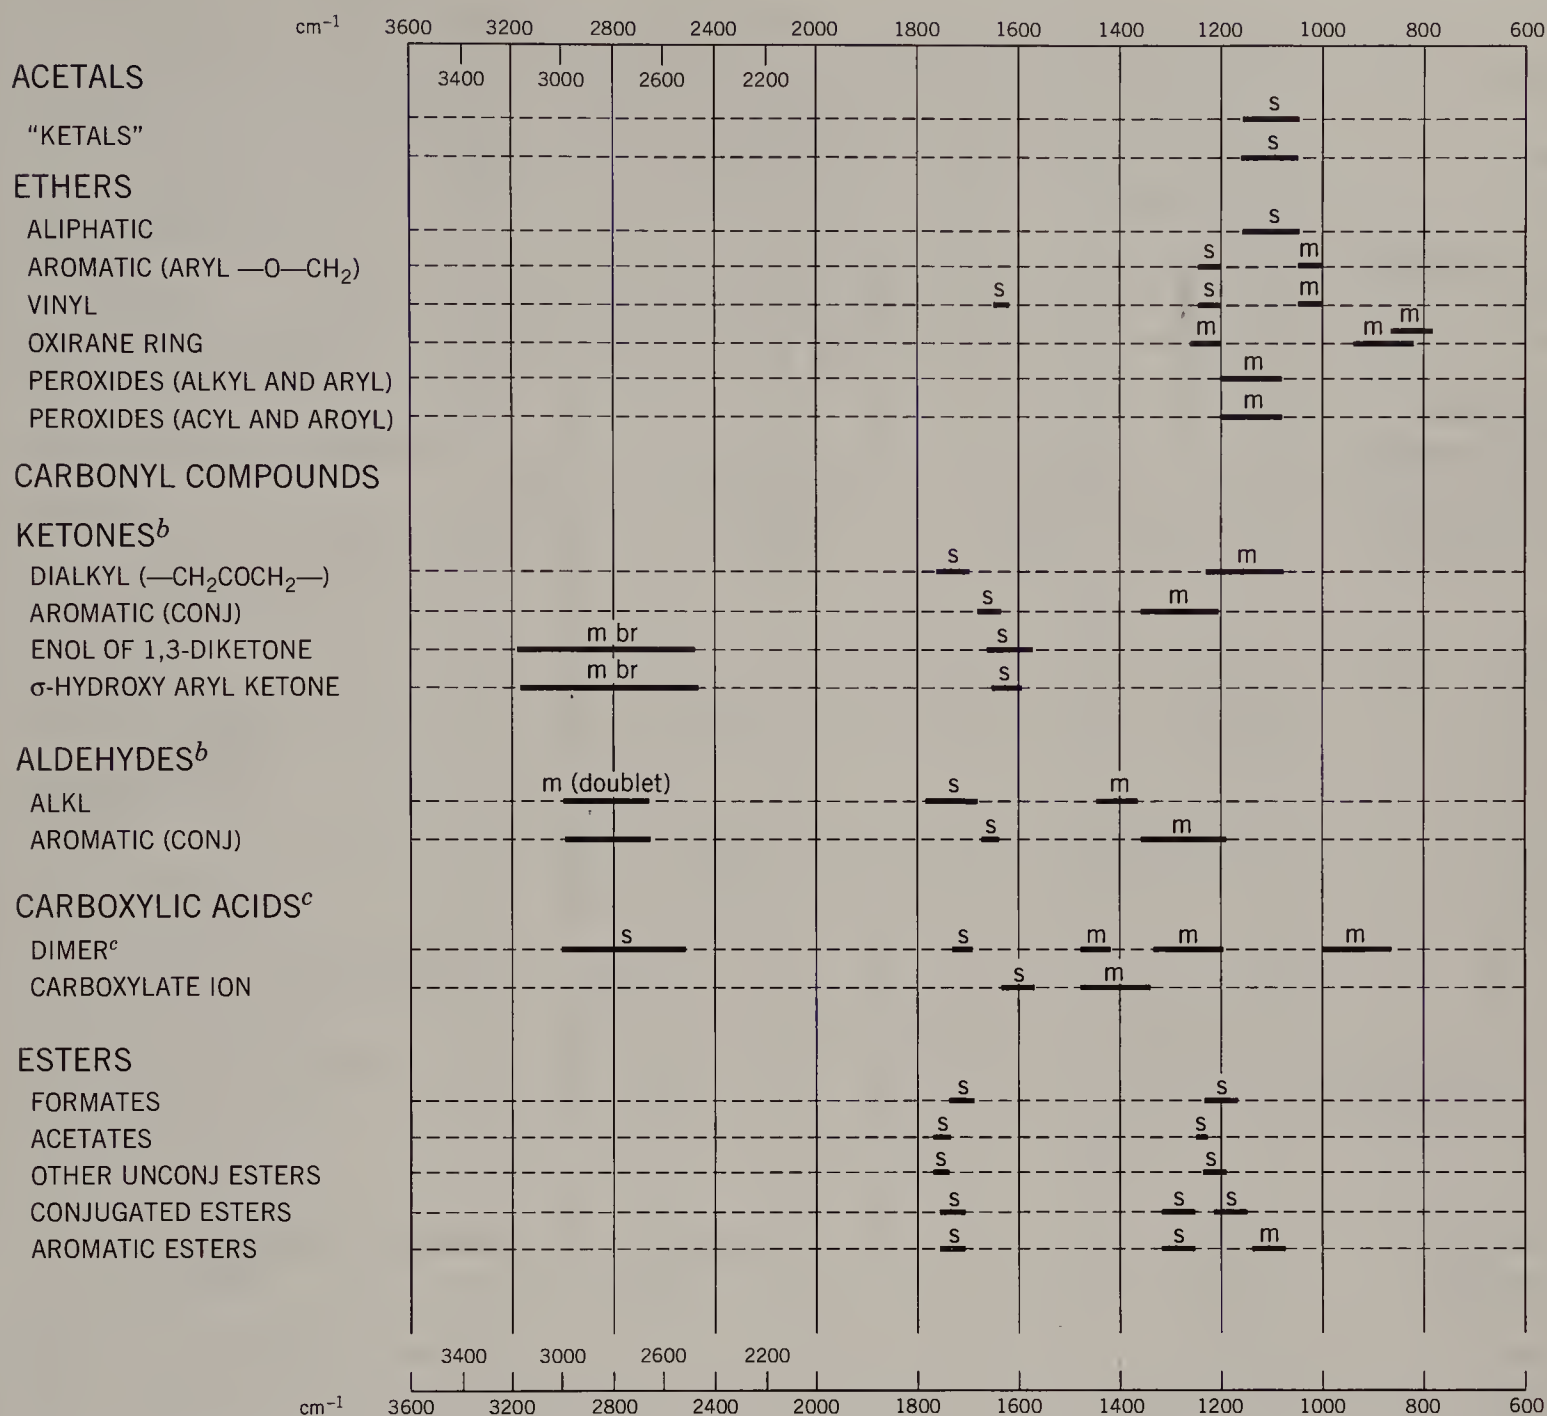 cm⁻¹ 3600 3200 2800 2400 2000 1800 1600 1400 1200 1000 800 600
3400 3000 2600 2200
ACETALS
s
“KETALS”
s
ETHERS
ALIPHATIC s
AROMATIC (ARYL —O—CH₂) s m
VINYL s s m
OXIRANE RING m m m
PEROXIDES (ALKYL AND ARYL) m
PEROXIDES (ACYL AND AROYL) m
CARBONYL COMPOUNDS
KETONESᵇ
DIALKYL (—CH₂COCH₂—) s m
AROMATIC (CONJ) s m
ENOL OF 1,3-DIKETONE m br s
σ-HYDROXY ARYL KETONE m br s
ALDEHYDESᵇ
ALKL m (doublet) s m
AROMATIC (CONJ) s m
CARBOXYLIC ACIDSᶜ
DIMERᶜ s s m m m
CARBOXYLATE ION s m
ESTERS
FORMATES s s
ACETATES s s
OTHER UNCONJ ESTERS s s
CONJUGATED ESTERS s s s
AROMATIC ESTERS s s m
3400 3000 2600 2200
cm⁻¹ 3600 3200 2800 2400 2000 1800 1600 1400 1200 1000 800 600